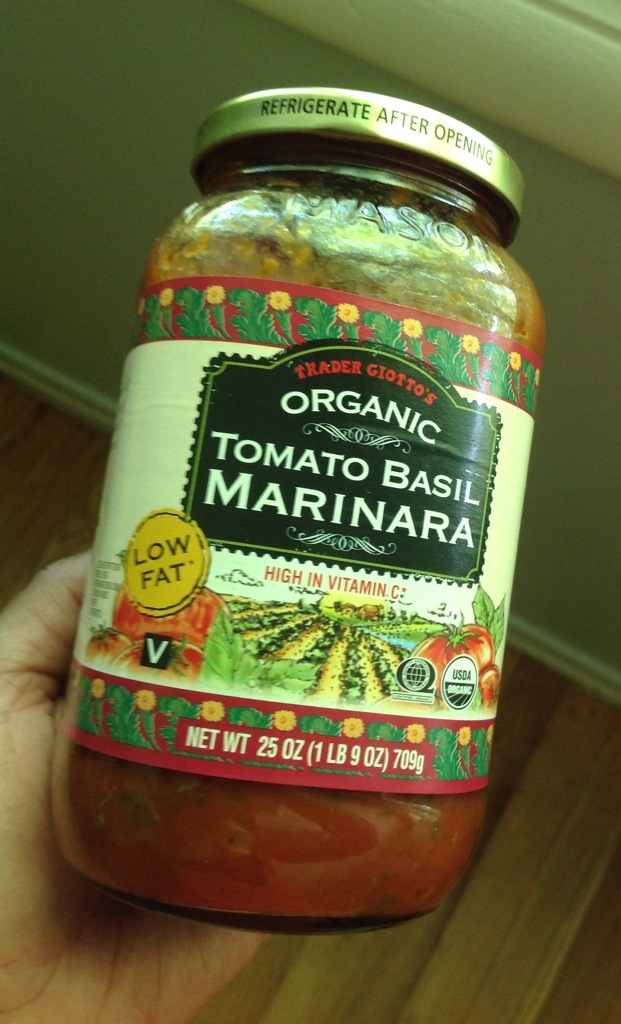 REFRIGERATE AFTER OPENING
MASON
TRADER GIOTTO'S
ORGANIC
TOMATO BASIL
MARINARA
LOW
FAT*
HIGH IN VITAMIN C*
V
USDA
ORGANIC
NET WT 25 OZ (1 LB 9 OZ) 709g